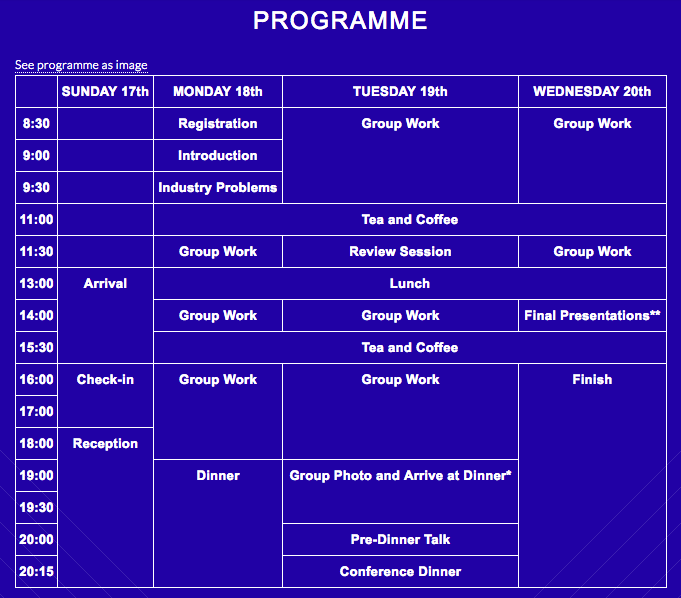 PROGRAMME
See programme as image
SUNDAY 17th MONDAY 18th TUESDAY 19th WEDNESDAY 20th
8:30 Registration Group Work Group Work
9:00 Introduction
9:30 Industry Problems
11:00 Tea and Coffee
11:30 Group Work Review Session Group Work
13:00 Arrival Lunch
14:00 Group Work Group Work Final Presentations**
15:30 Tea and Coffee
16:00 Check-in Group Work Group Work Finish
17:00
18:00 Reception
19:00 Dinner Group Photo and Arrive at Dinner*
19:30
20:00 Pre-Dinner Talk
20:15 Conference Dinner